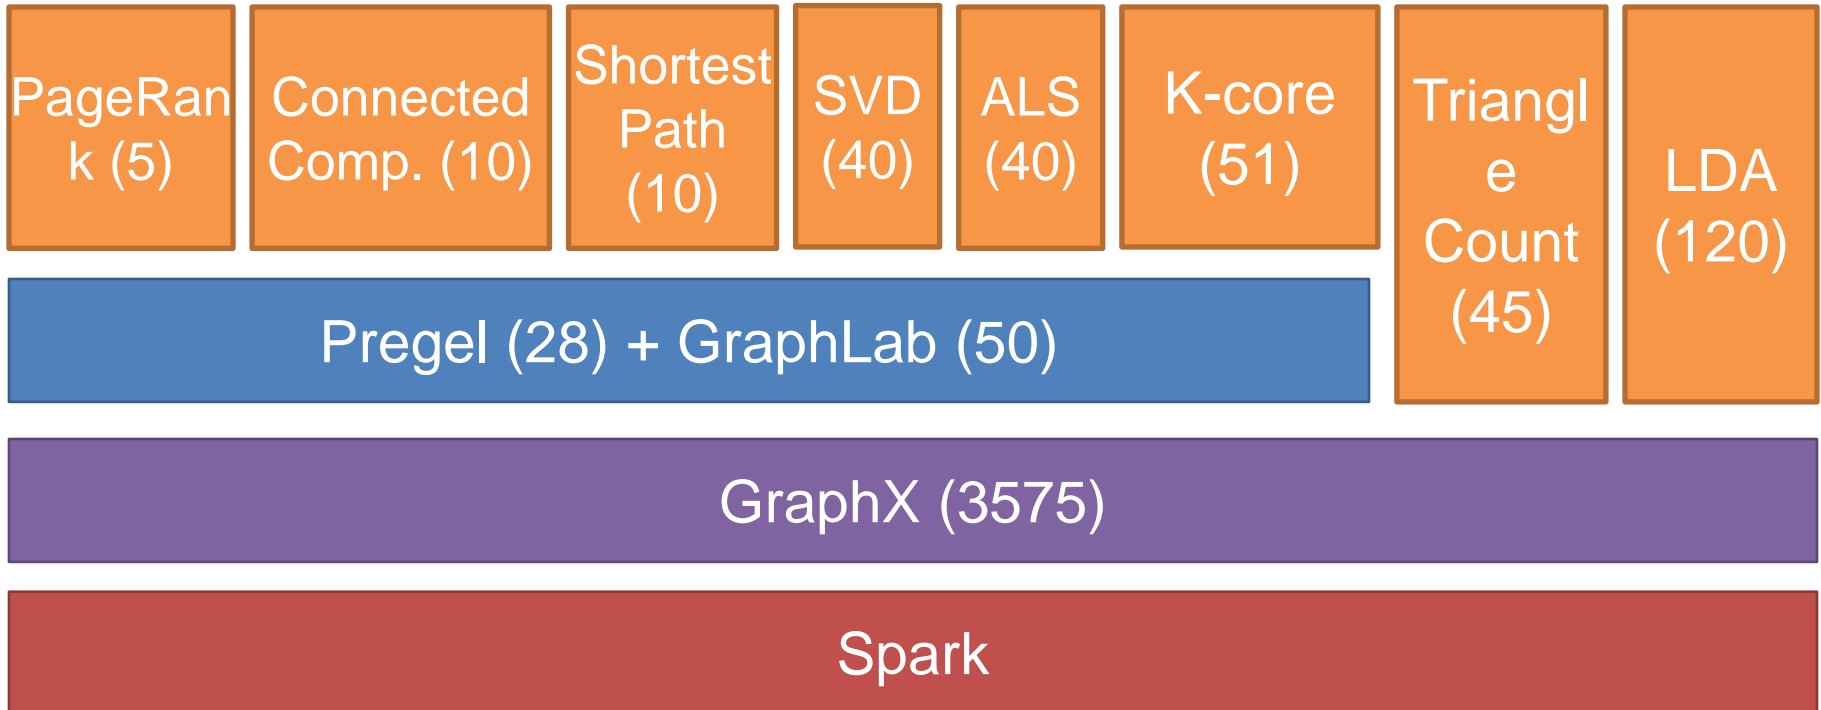 PageRan
k (5)
Connected
Comp. (10)
Shortest
Path
(10)
SVD
(40)
ALS
(40)
K-core
(51)
Triangl
e
Count
(45)
LDA
(120)
Pregel (28) + GraphLab (50)
GraphX (3575)
Spark